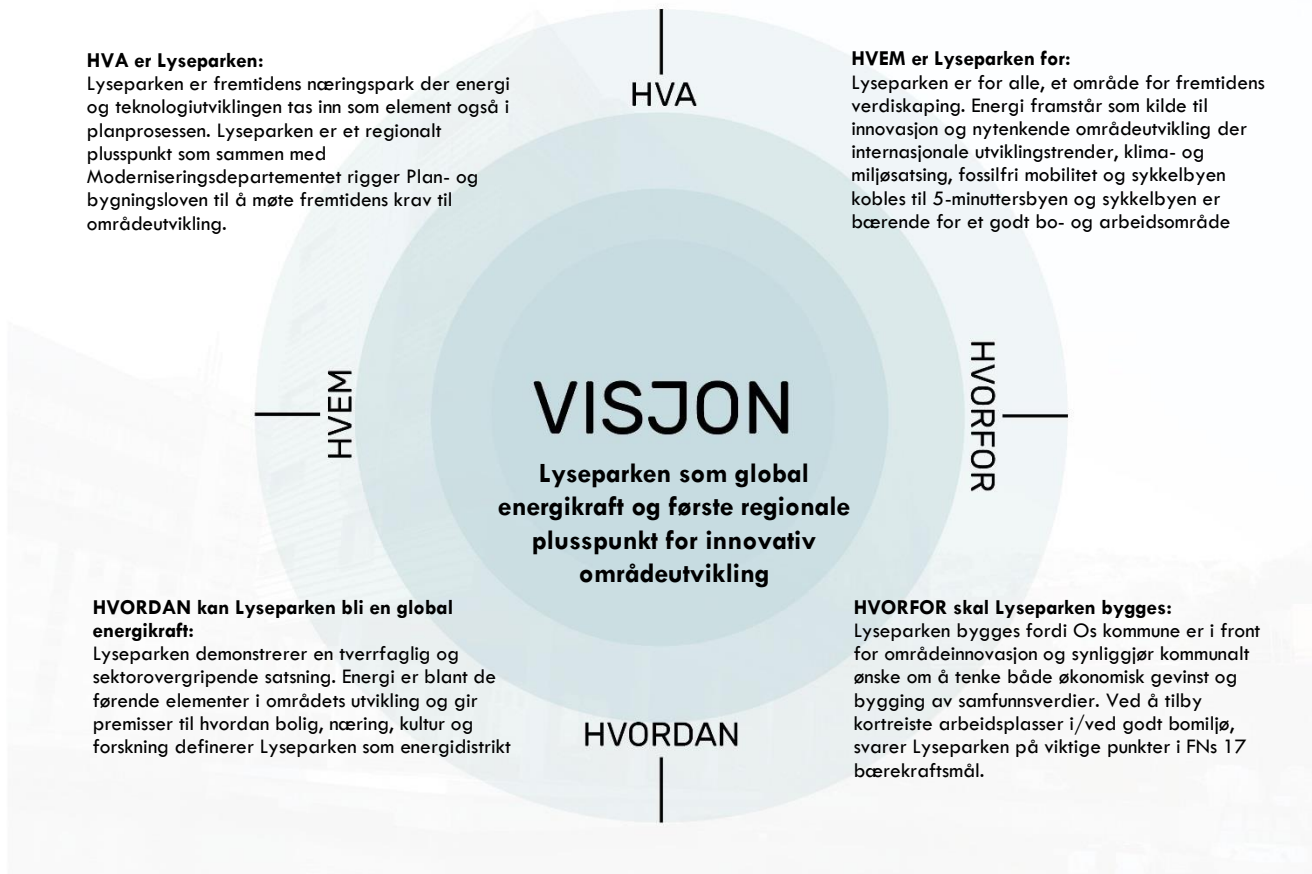 HVA er Lyseparken:
Lyseparken er fremtidens næringspark der energi
og teknologiutviklingen tas inn som element også i
planprosessen. Lyseparken er et regionalt
plusspunkt som sammen med
Moderniseringsdepartementet rigger Plan- og
bygningsloven til å møte fremtidens krav til
områdeutvikling.
HVA
HVEM er Lyseparken for:
Lyseparken er for alle, et område for fremtidens
verdiskaping. Energi framstår som kilde til
innovasjon og nytenkende områdeutvikling der
internasjonale utviklingstrender, klima- og
miljøsatsing, fossilfri mobilitet og sykkelbyen
kobles til 5-minuttersbyen og sykkelbyen er
bærende for et godt bo- og arbeidsområde
HVEM
VISJON
Lyseparken som global
energikraft og første regionale
plusspunkt for innovativ
områdeutvikling
HVORFOR
HVORDAN kan Lyseparken bli en global
energikraft:
Lyseparken demonstrerer en tverrfaglig og
sektorovergripende satsning. Energi er blant de
førende elementer i områdets utvikling og gir
premisser til hvordan bolig, næring, kultur og
forskning definerer Lyseparken som energidistrikt
HVORDAN
HVORFOR skal Lyseparken bygges:
Lyseparken bygges fordi Os kommune er i front
for områdeinnovasjon og synliggjør kommunalt
ønske om å tenke både økonomisk gevinst og
bygging av samfunnsverdier. Ved å tilby
kortreiste arbeidsplasser i/ved godt bomiljø,
svarer Lyseparken på viktige punkter i FNs 17
bærekraftsmål.